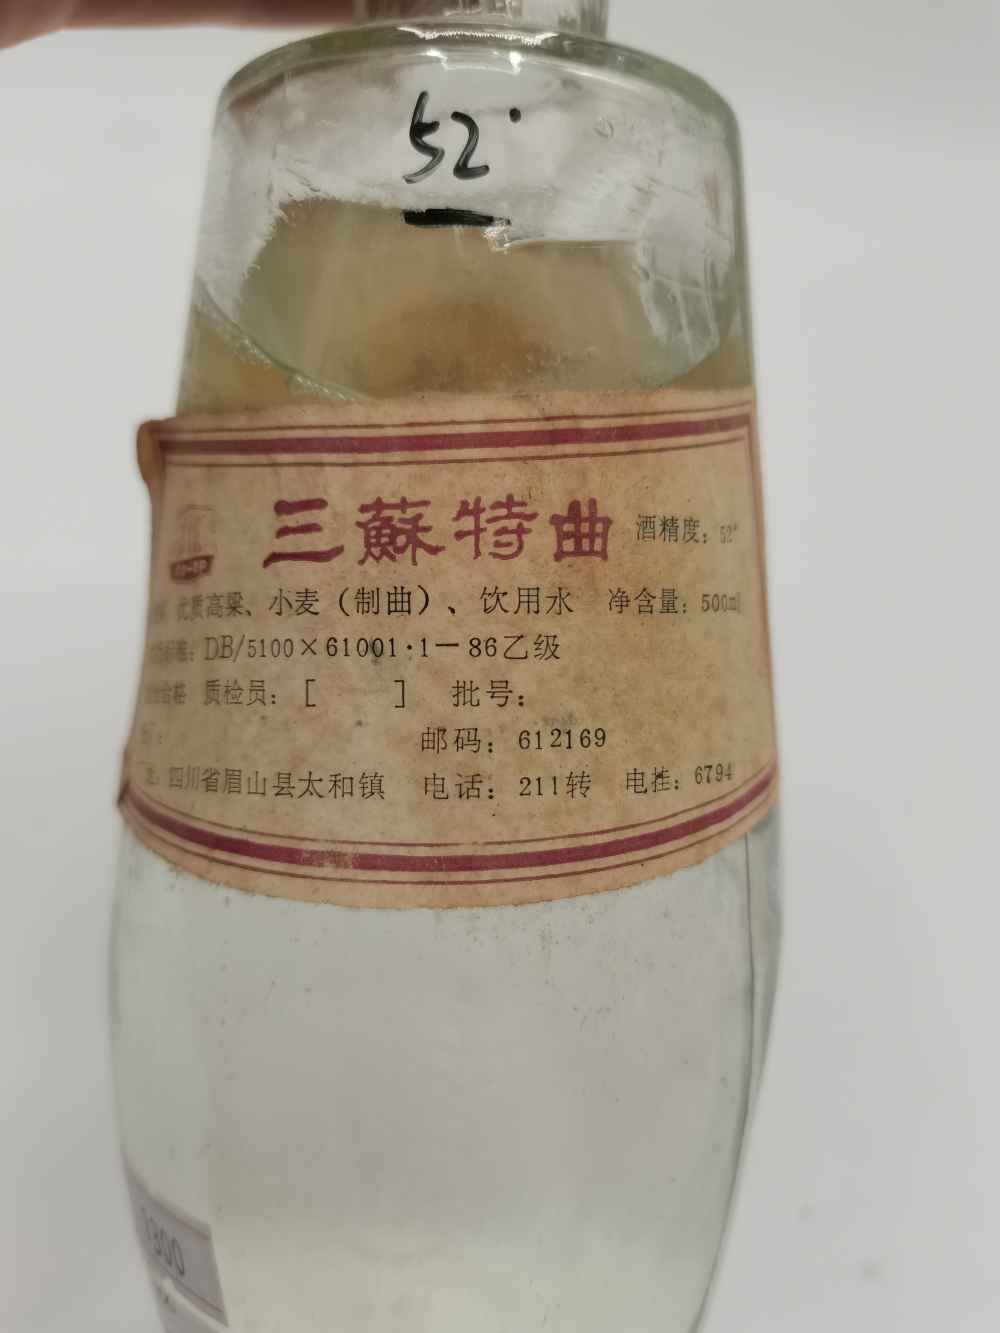 52°
三蘇特曲 酒精度：52°
优质高粱、小麦（制曲）、饮用水 净含量：500ml
DB/5100×61001·1－86乙级
合格 质检员：[ ] 批号：
邮码：612169
四川省眉山县太和镇 电话：211转 电挂：6794